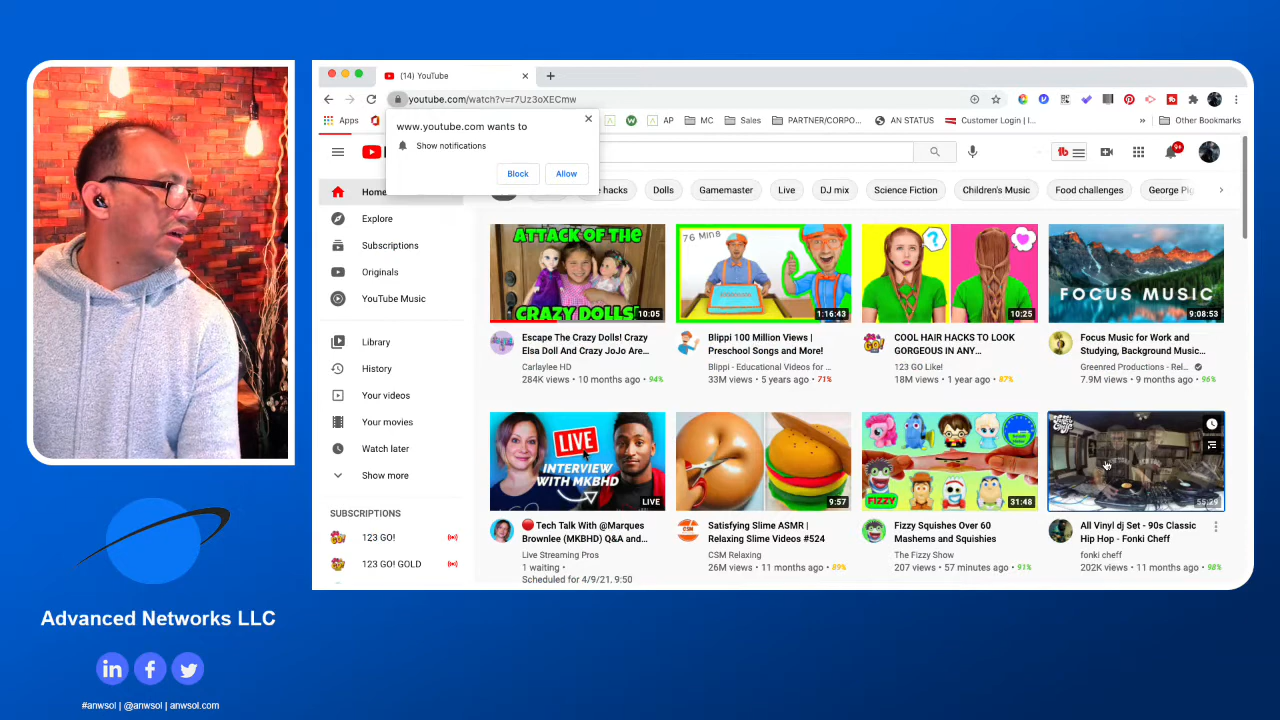 (14) YouTube
youtube.com/watch?v=r7Uz3oXECmw
Apps
AP
MC
Sales
PARTNER/CORPO...
AN STATUS
Customer Login | I...
»
Other Bookmarks
www.youtube.com wants to
Show notifications
Block
Allow
9+
Home
hacks
Dolls
Gamemaster
Live
DJ mix
Science Fiction
Children's Music
Food challenges
George Pig
Explore
Subscriptions
Originals
YouTube Music
Library
History
Your videos
Your movies
Watch later
Show more
SUBSCRIPTIONS
123 GO!
123 GO! GOLD
ATTACK OF THE
CRAZY DOLLS!
10:05
Escape The Crazy Dolls! Crazy
Elsa Doll And Crazy JoJo Are...
Carlaylee HD
284K views • 10 months ago • 94%
76 Mins
1:16:43
Blippi 100 Million Views |
Preschool Songs and More!
Blippi - Educational Videos for ...
33M views • 5 years ago • 71%
10:25
COOL HAIR HACKS TO LOOK
GORGEOUS IN ANY...
123 GO Like!
18M views • 1 year ago • 87%
FOCUS MUSIC
9:08:53
Focus Music for Work and
Studying, Background Music...
Greenred Productions - Rel...
7.9M views • 9 months ago • 96%
LIVE
INTERVIEW
WITH MKBHD
LIVE
Tech Talk With @Marques
Brownlee (MKBHD) Q&A and...
Live Streaming Pros
1 waiting •
Scheduled for 4/9/21, 9:50
9:57
Satisfying Slime ASMR |
Relaxing Slime Videos #524
CSM Relaxing
26M views • 11 months ago • 89%
FIZZY
31:48
Fizzy Squishes Over 60
Mashems and Squishies
The Fizzy Show
207 views • 57 minutes ago • 91%
55:29
All Vinyl dj Set - 90s Classic
Hip Hop - Fonki Cheff
fonki cheff
202K views • 11 months ago • 98%
Advanced Networks LLC
#anwsol | @anwsol | anwsol.com